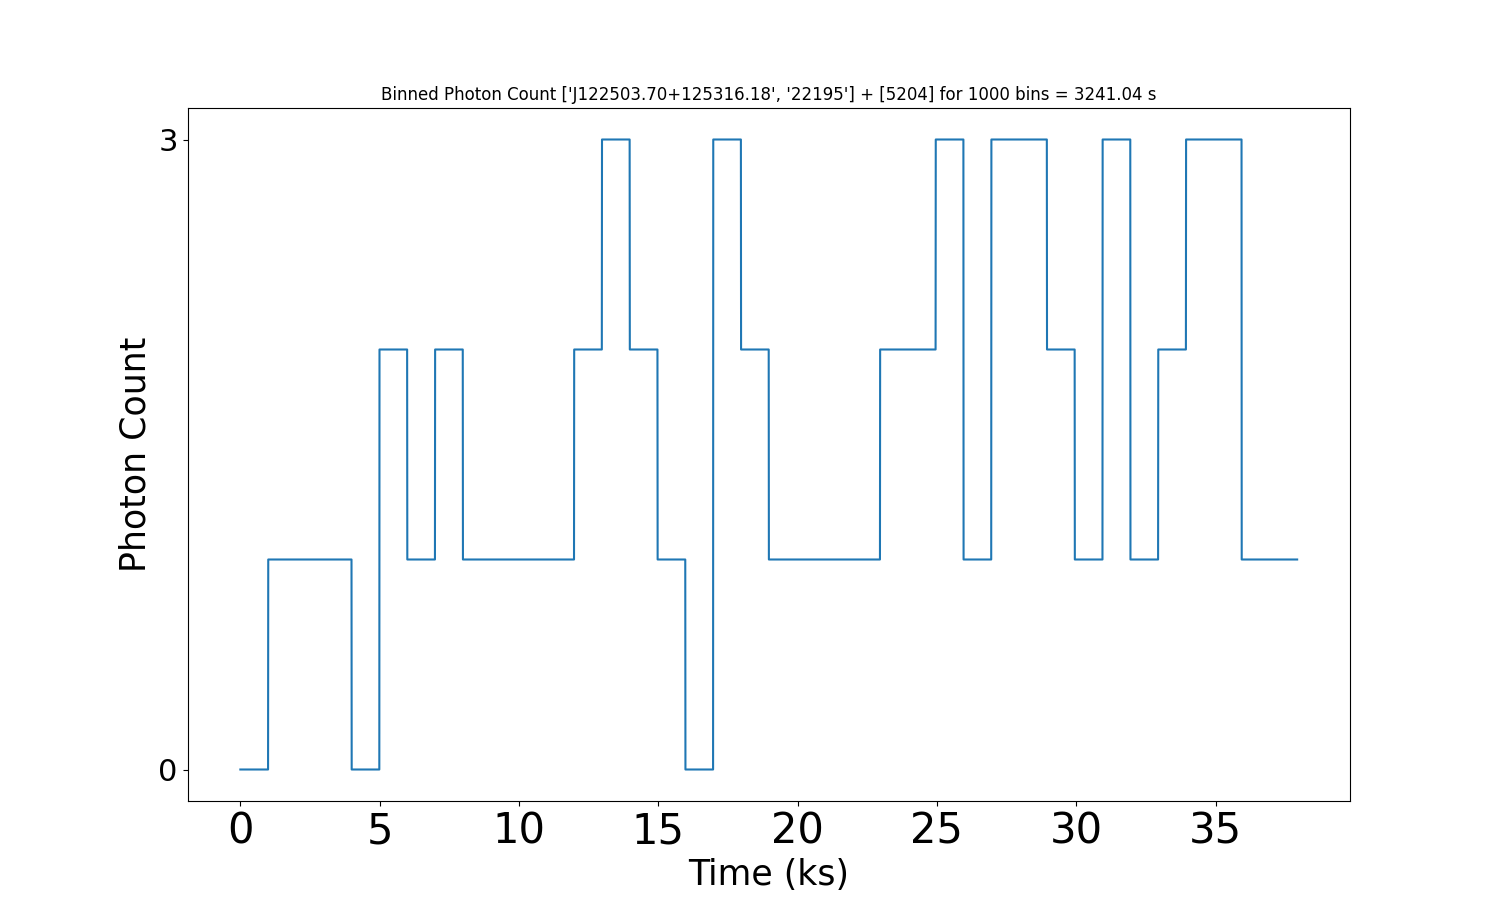 Binned Photon Count ['J122503.70+125316.18', '22195'] + [5204] for 1000 bins = 3241.04 s
3
Photon Count
0
0 5 10 15 20 25 30 35
Time (ks)